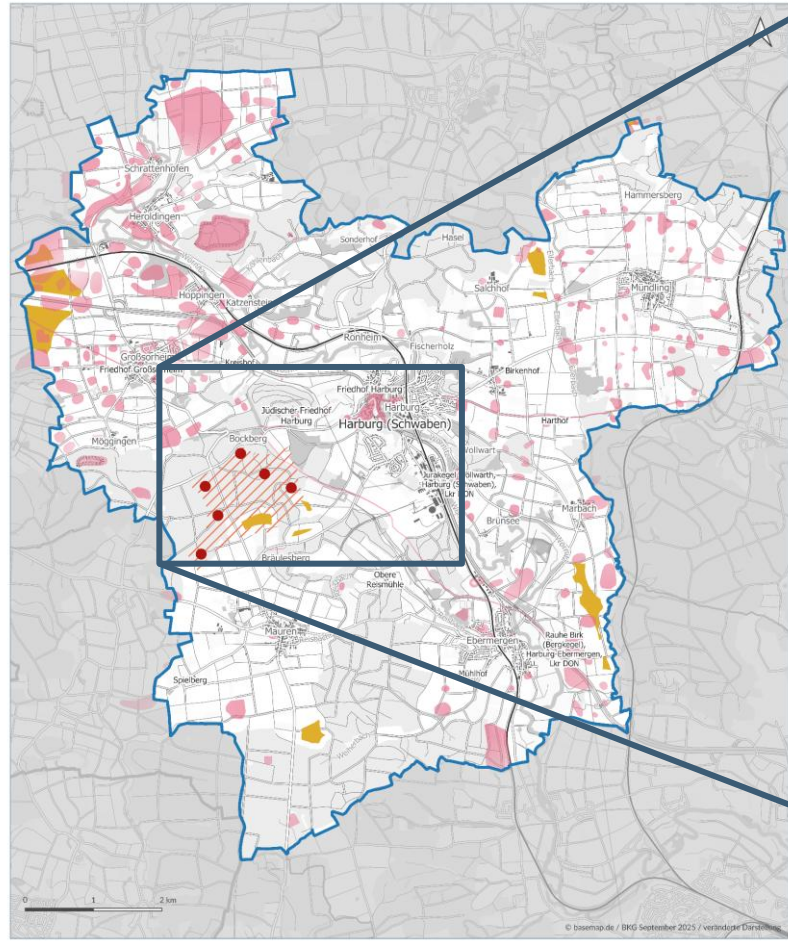 Hammersberg
Schrattenhofen
Heroldingen
Sonderhof
Hasel
Salchhof
Mündling
Hoppingen
Katzenstein
Ronheim
Fischerholz
Großsorheim
Friedhof Großsorheim
Kreuzhof
Birkenhof
Friedhof Harburg
Harburg
Jüdischer Friedhof
Harburg
Harburg (Schwaben)
Harthof
Möggingen
Bockberg
Wollwart
Jurakegel Wöllwarth,
Harburg (Schwaben),
Lkr DON
Marbach
Brünsee
Bräulesberg
Obere
Reismühle
Mauren
Ebermergen
Rauhe Birk
(Bergkegel),
Harburg-Ebermergen,
Lkr DON
Mühlhof
Spielberg
0 1 2 km
© basemap.de / BKG September 2025 / veränderte Darstellung